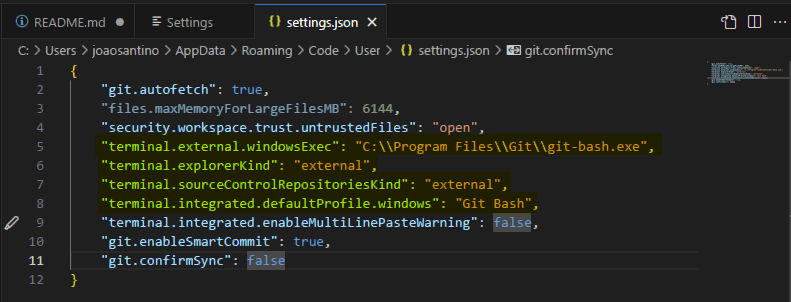 README.md
Settings
settings.json
C: > Users > joaosantino > AppData > Roaming > Code > User > {} settings.json > git.confirmSync
1 {
2 "git.autofetch": true,
3 "files.maxMemoryForLargeFilesMB": 6144,
4 "security.workspace.trust.untrustedFiles": "open",
5 "terminal.external.windowsExec": "C:\\Program Files\\Git\\git-bash.exe",
6 "terminal.explorerKind": "external",
7 "terminal.sourceControlRepositoriesKind": "external",
8 "terminal.integrated.defaultProfile.windows": "Git Bash",
9 "terminal.integrated.enableMultiLinePasteWarning": false,
10 "git.enableSmartCommit": true,
11 "git.confirmSync": false
12 }